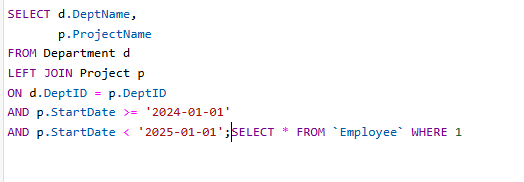 SELECT d.DeptName,
       p.ProjectName
FROM Department d
LEFT JOIN Project p
ON d.DeptID = p.DeptID
AND p.StartDate >= '2024-01-01'
AND p.StartDate < '2025-01-01';SELECT * FROM `Employee` WHERE 1